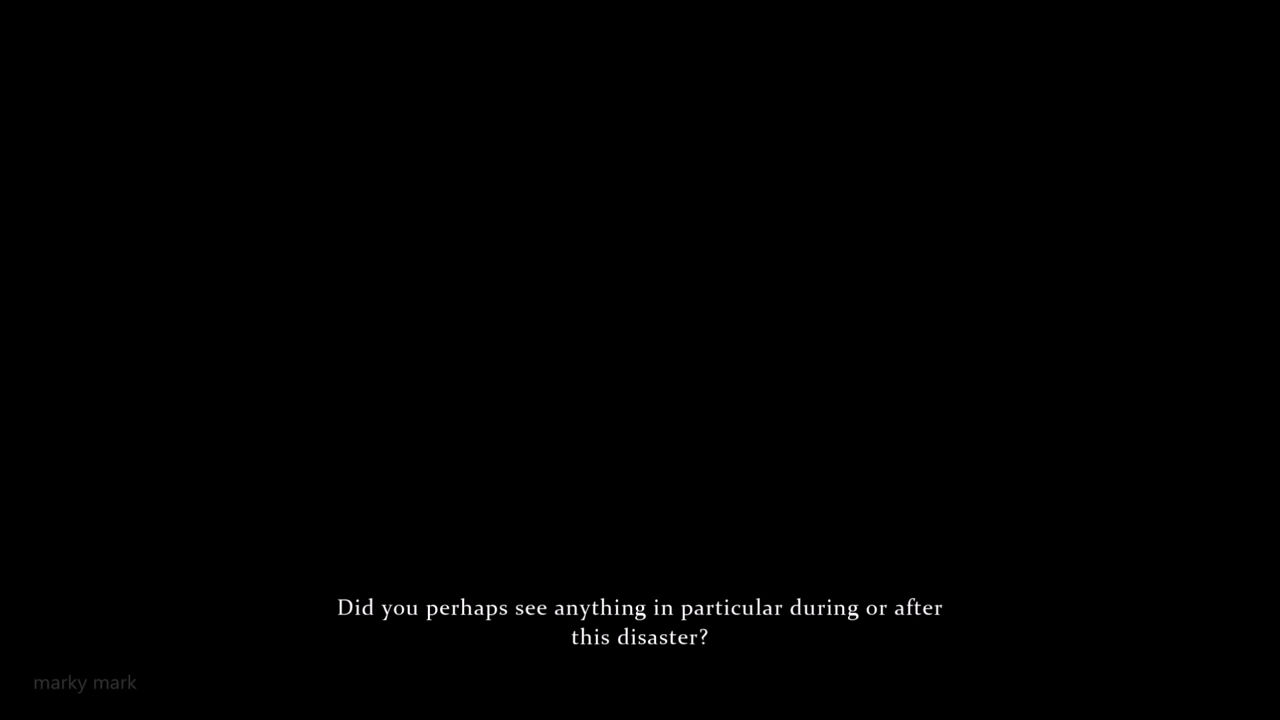 Did you perhaps see anything in particular during or after
this disaster?
marky mark